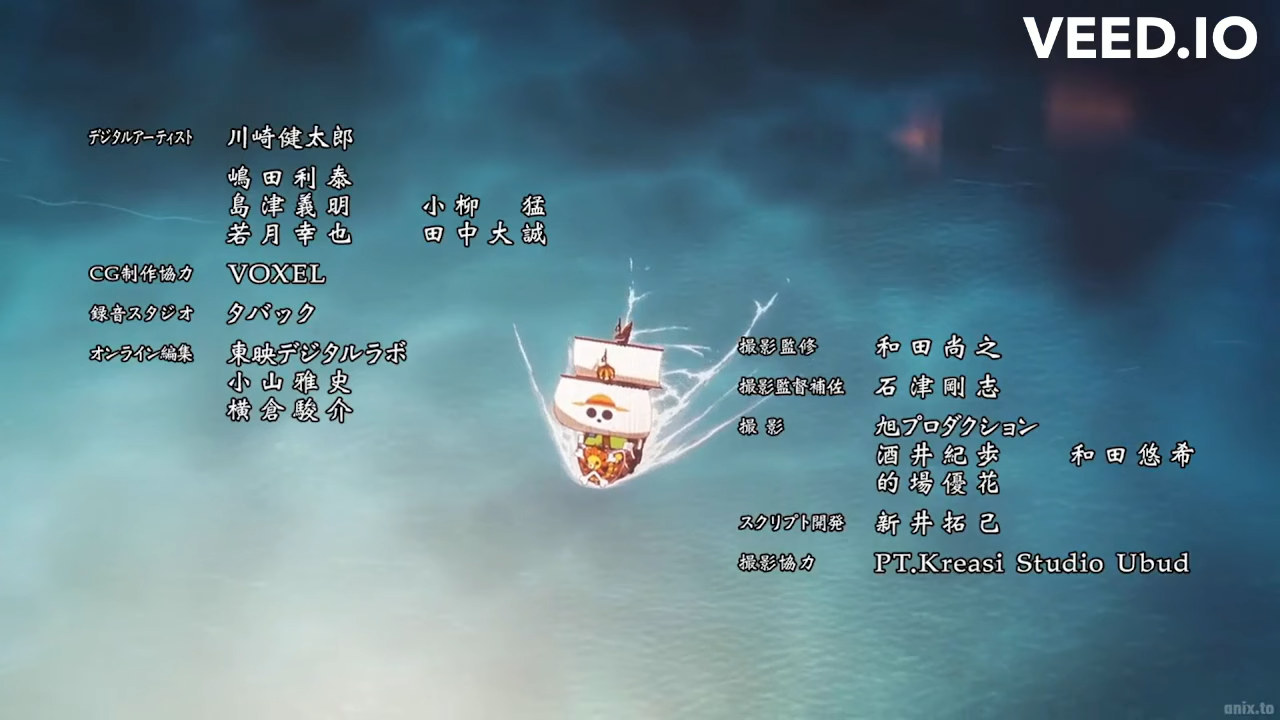 VEED.IO
デジタルアーティスト 川崎健太郎
嶋田利泰
島津義明 小柳 猛
若月幸也 田中大誠
CG制作協力 VOXEL
録音スタジオ タバック
オンライン編集 東映デジタルラボ
小山雅史
横倉駿介
撮影監修 和田尚之
撮影監督補佐 石津剛志
撮影 旭プロダクション
酒井紀歩 和田悠希
的場優花
スクリプト開発 新井拓己
撮影協力 PT.Kreasi Studio Ubud
anix.to